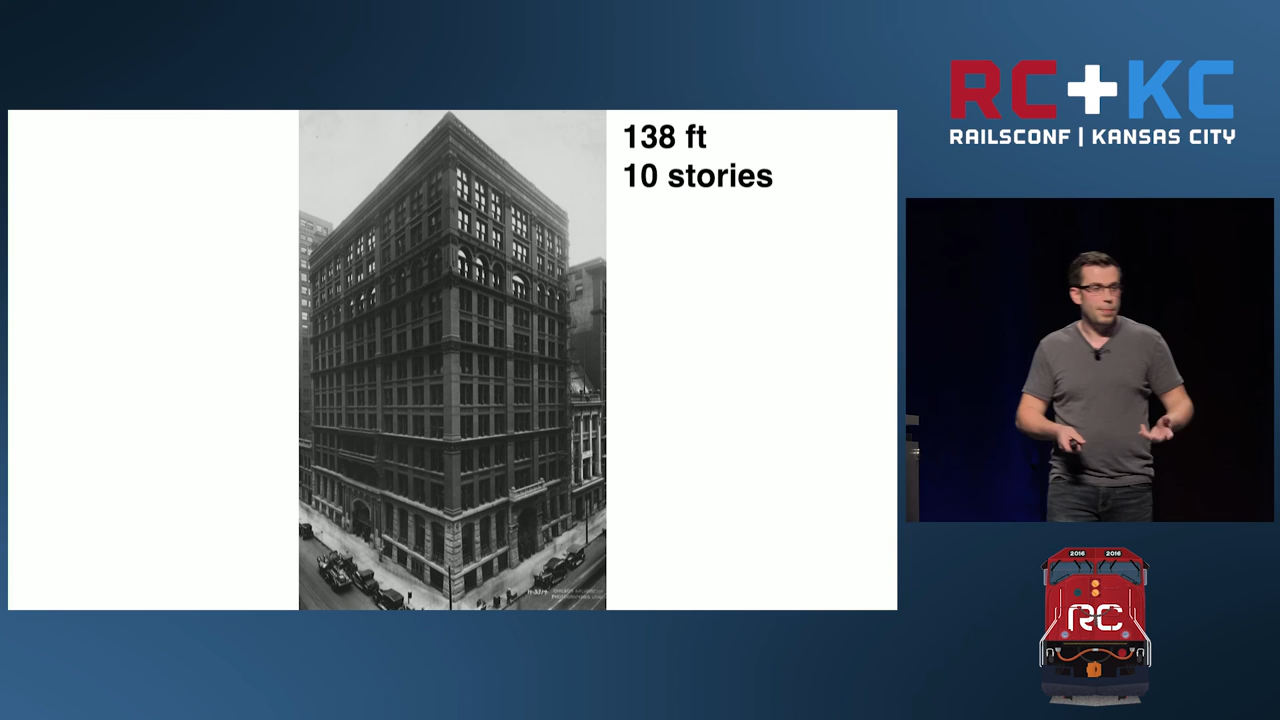 138 ft
10 stories
RC+KC
RAILSCONF | KANSAS CITY
2016 2016
RC